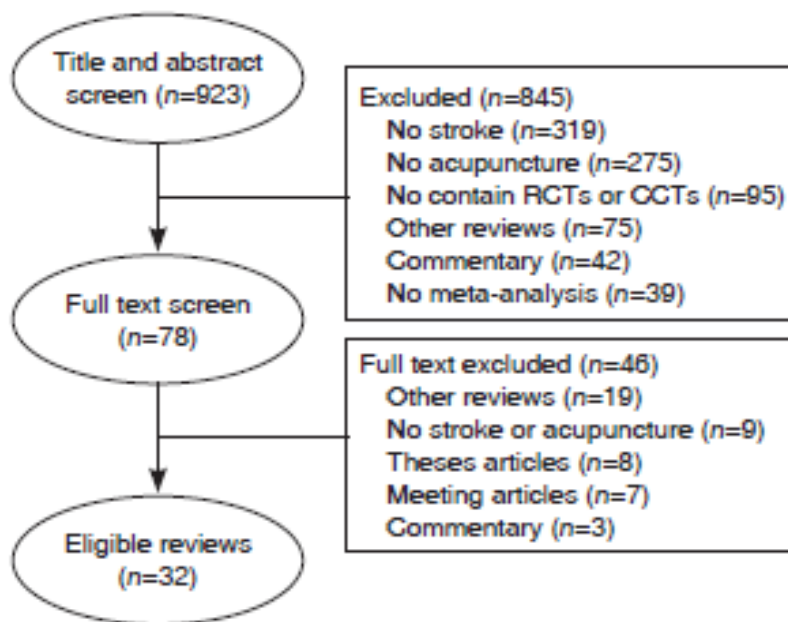 Title and abstract
screen (n=923)
Excluded (n=845)
No stroke (n=319)
No acupuncture (n=275)
No contain RCTs or CCTs (n=95)
Other reviews (n=75)
Commentary (n=42)
No meta-analysis (n=39)
Full text screen
(n=78)
Full text excluded (n=46)
Other reviews (n=19)
No stroke or acupuncture (n=9)
Theses articles (n=8)
Meeting articles (n=7)
Commentary (n=3)
Eligible reviews
(n=32)